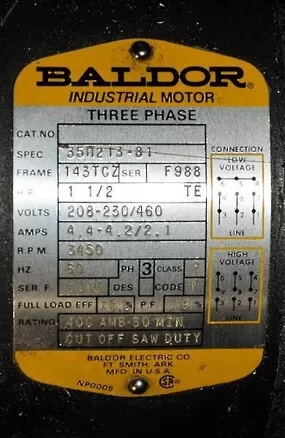 BALDOR
INDUSTRIAL MOTOR
THREE PHASE
CAT NO
SPEC 35M213-81
FRAME 143TCZ SER F988
H.P. 1 1/2 TE
VOLTS 208-230/460
AMPS 4.4-4.2/2.1
R.P.M. 3450
HZ 60 PH 3 CLASS
SER.F. DES CODE
FULL LOAD EFF % P.F. %
RATING 40C AMB-30 MIN
CUT OFF SAW DUTY
CONNECTION
LOW VOLTAGE
LINE
HIGH VOLTAGE
LINE
BALDOR ELECTRIC CO.
FT. SMITH, ARK.
MFD. IN U.S.A.
NP0005